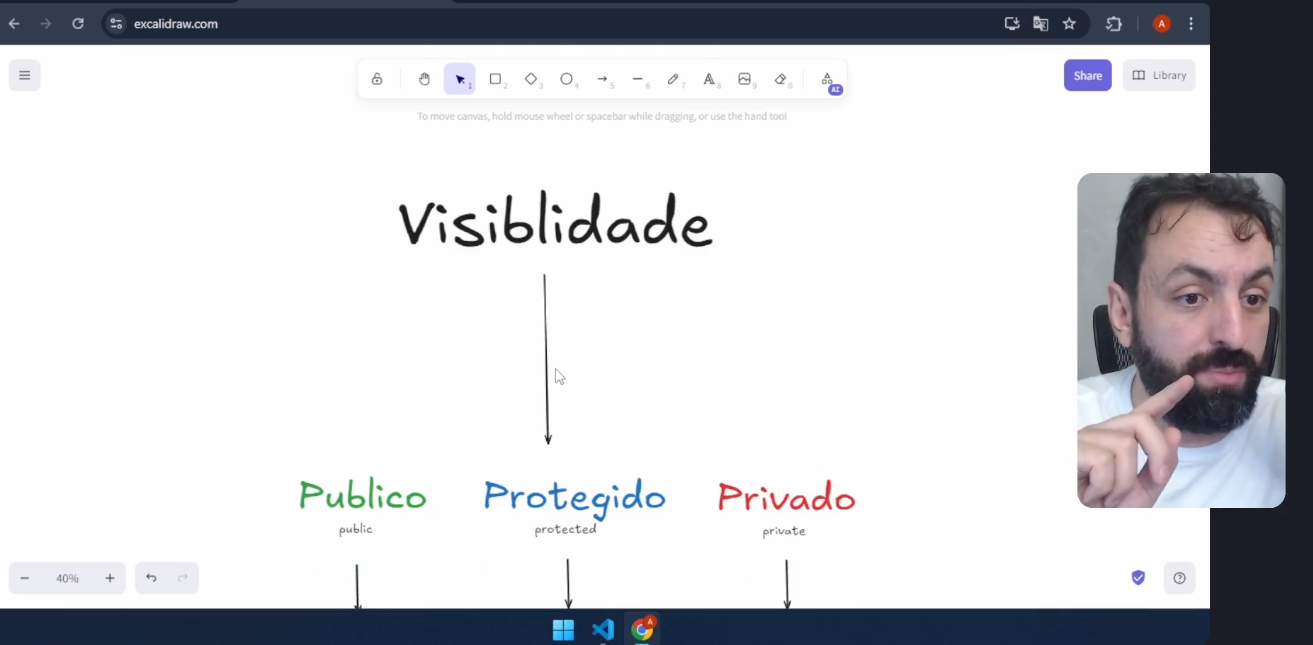 excalidraw.com
A
1
2
3
4
5
6
7
8
9
0
AI
Share
Library
To move canvas, hold mouse wheel or spacebar while dragging, or use the hand tool
Visiblidade
Publico
Protegido
Privado
public
protected
private
40%
A